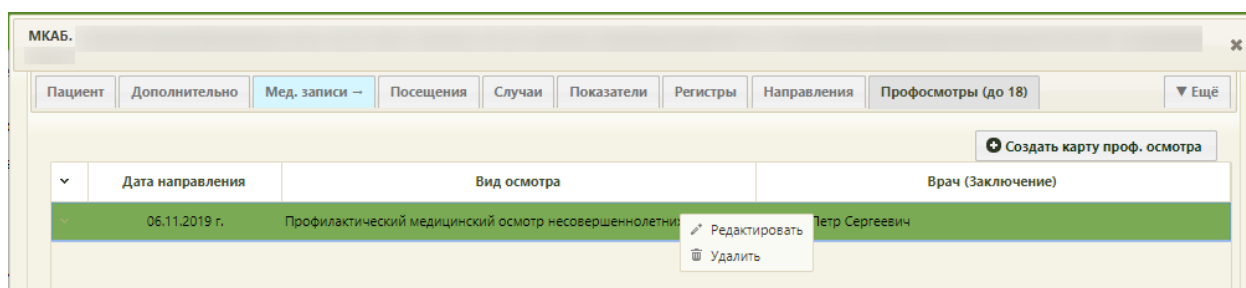 МКАБ.
Пациент Дополнительно Мед. записи → Посещения Случаи Показатели Регистры Направления Профосмотры (до 18) ▼ Ещё
Создать карту проф. осмотра
Дата направления Вид осмотра Врач (Заключение)
06.11.2019 г. Профилактический медицинский осмотр Петр Сергеевич
Редактировать
Удалить